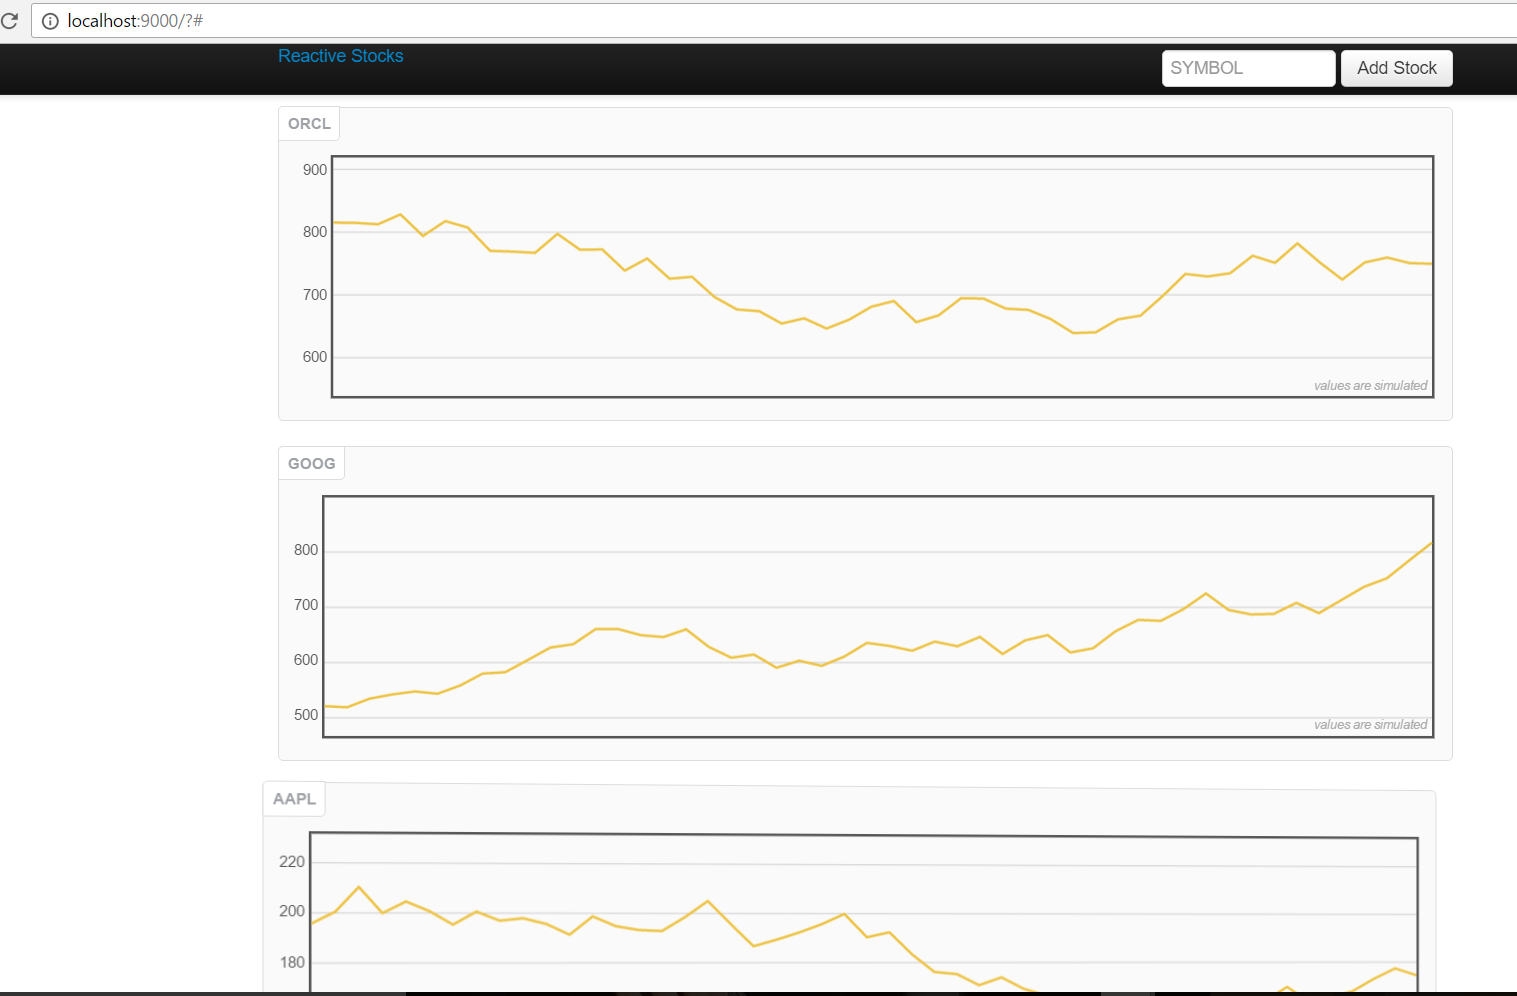 localhost:9000/?#
Reactive Stocks
SYMBOL
Add Stock
ORCL
900
800
700
600
values are simulated
GOOG
800
700
600
500
values are simulated
AAPL
220
200
180